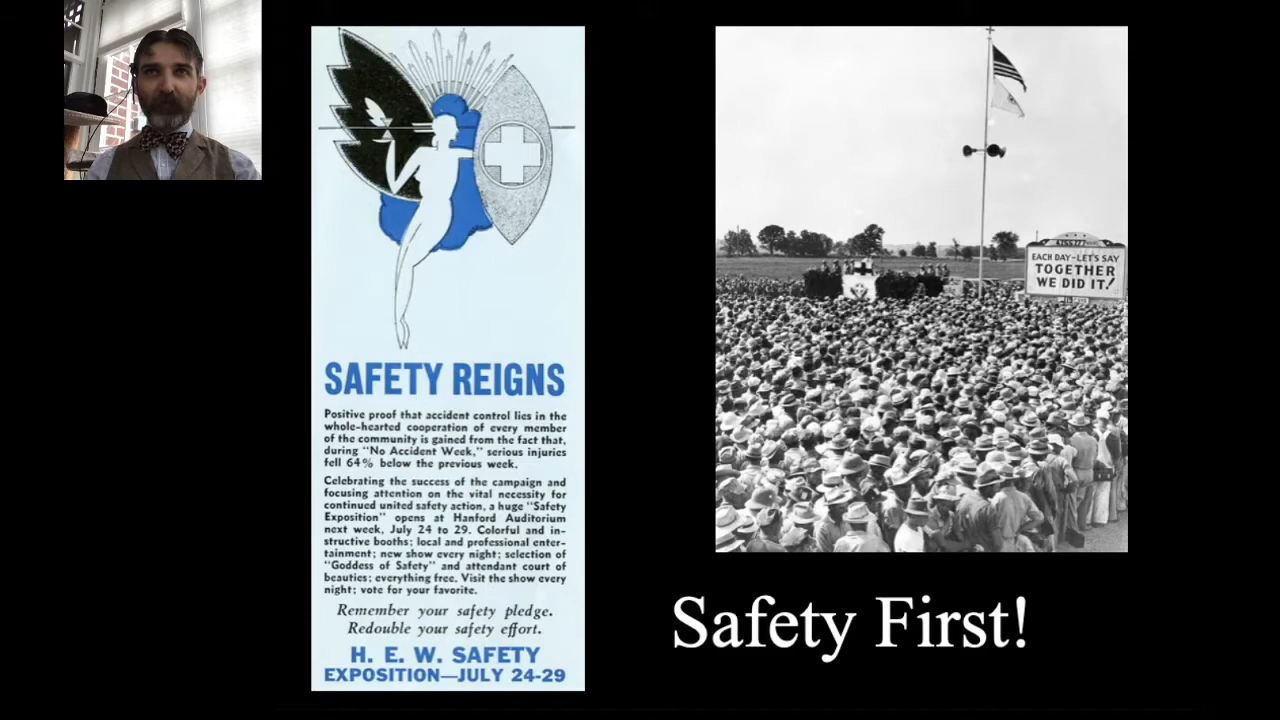 SAFETY REIGNS
Positive proof that accident control lies in the
whole-hearted cooperation of every member
of the community is gained from the fact that,
during "No Accident Week," serious injuries
fell 64% below the previous week.
Celebrating the success of the campaign and
focusing attention on the vital necessity for
continued united safety action, a huge "Safety
Exposition" opens at Hanford Auditorium
next week, July 24 to 29. Colorful and in-
structive booths; local and professional enter-
tainment; new show every night; selection of
"Goddess of Safety" and attendant court of
beauties; everything free. Visit the show every
night; vote for your favorite.
Remember your safety pledge.
Redouble your safety effort.
H. E. W. SAFETY
EXPOSITION—JULY 24-29
EACH DAY-LET'S SAY
TOGETHER
WE DID IT!
Safety First!